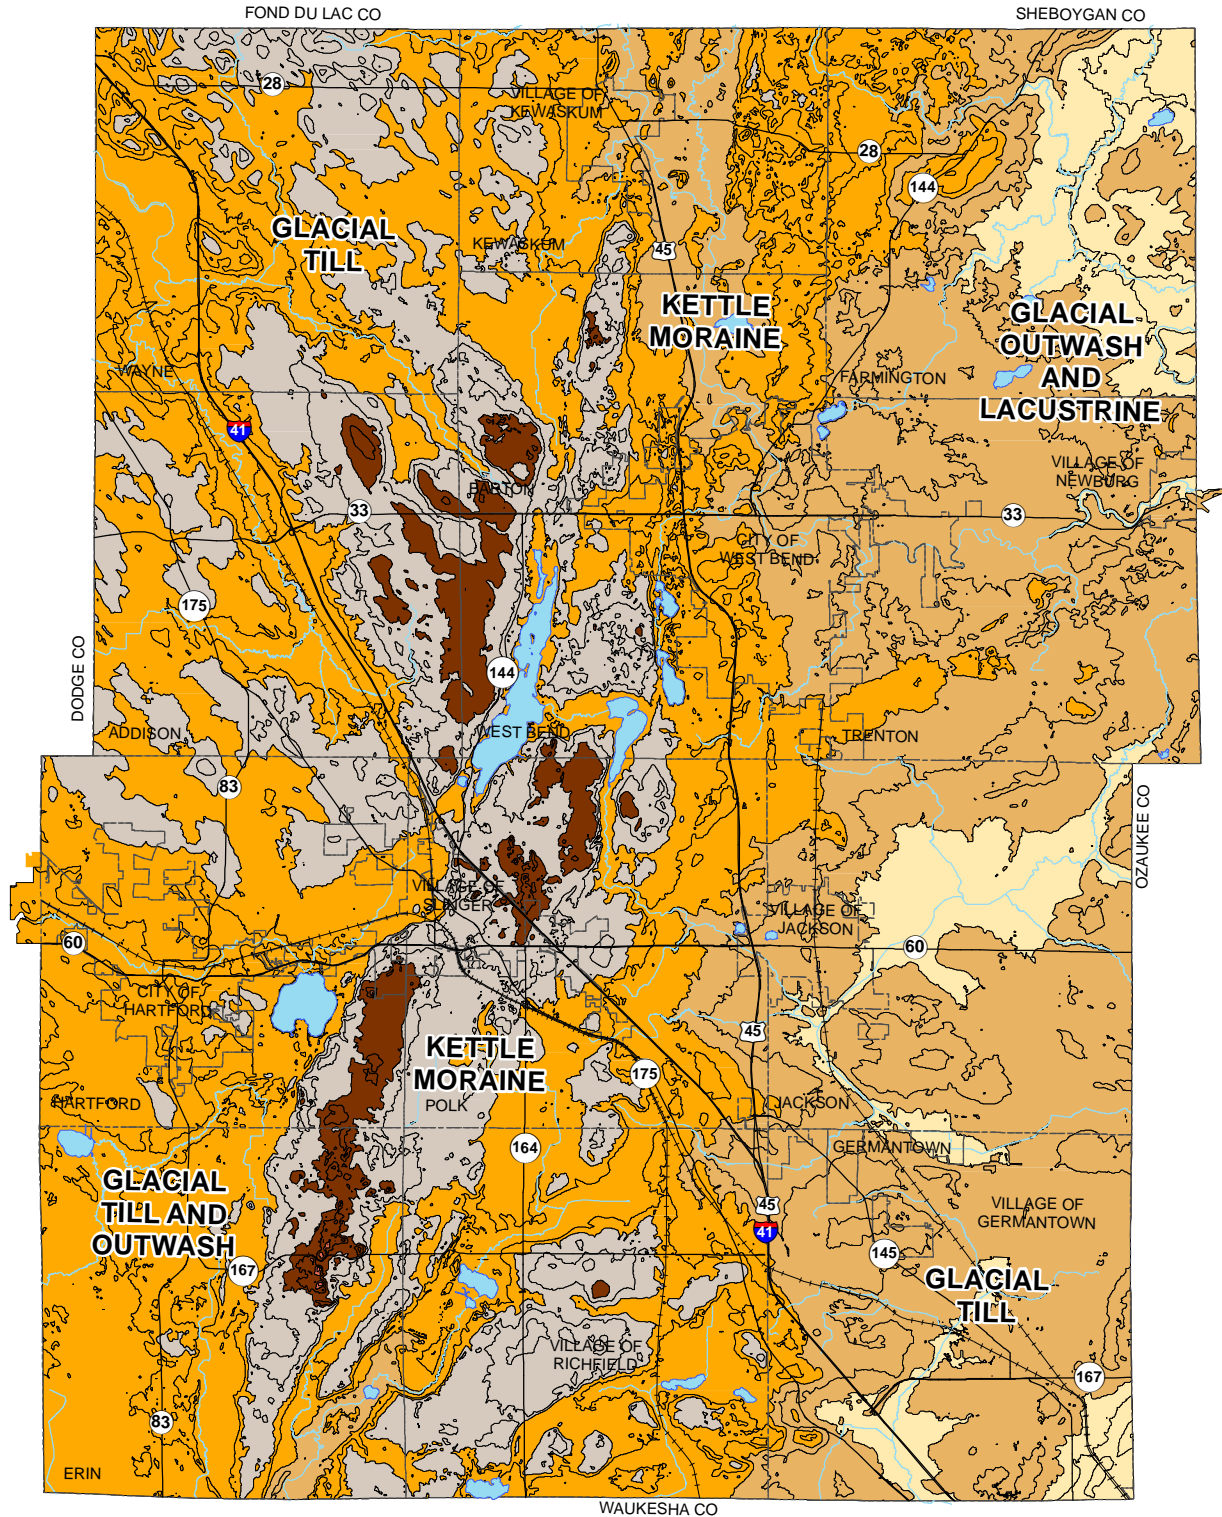 FOND DU LAC CO
SHEBOYGAN CO
28
VILLAGE OF
KEWASKUM
28
144
GLACIAL
TILL
KEWASKUM
45
KETTLE
MORAINE
GLACIAL
OUTWASH
AND
LACUSTRINE
WAYNE
FARMINGTON
41
VILLAGE OF
NEWBURG
BARTON
33
33
CITY OF
WEST BEND
175
144
DODGE CO
ADDISON
WEST BEND
TRENTON
83
OZAUKEE CO
VILLAGE OF
SLINGER
VILLAGE OF
JACKSON
60
60
CITY OF
HARTFORD
45
KETTLE
MORAINE
175
HARTFORD
POLK
JACKSON
164
GERMANTOWN
GLACIAL
TILL AND
OUTWASH
45
41
VILLAGE OF
GERMANTOWN
167
145
GLACIAL
TILL
VILLAGE OF
RICHFIELD
167
83
ERIN
WAUKESHA CO